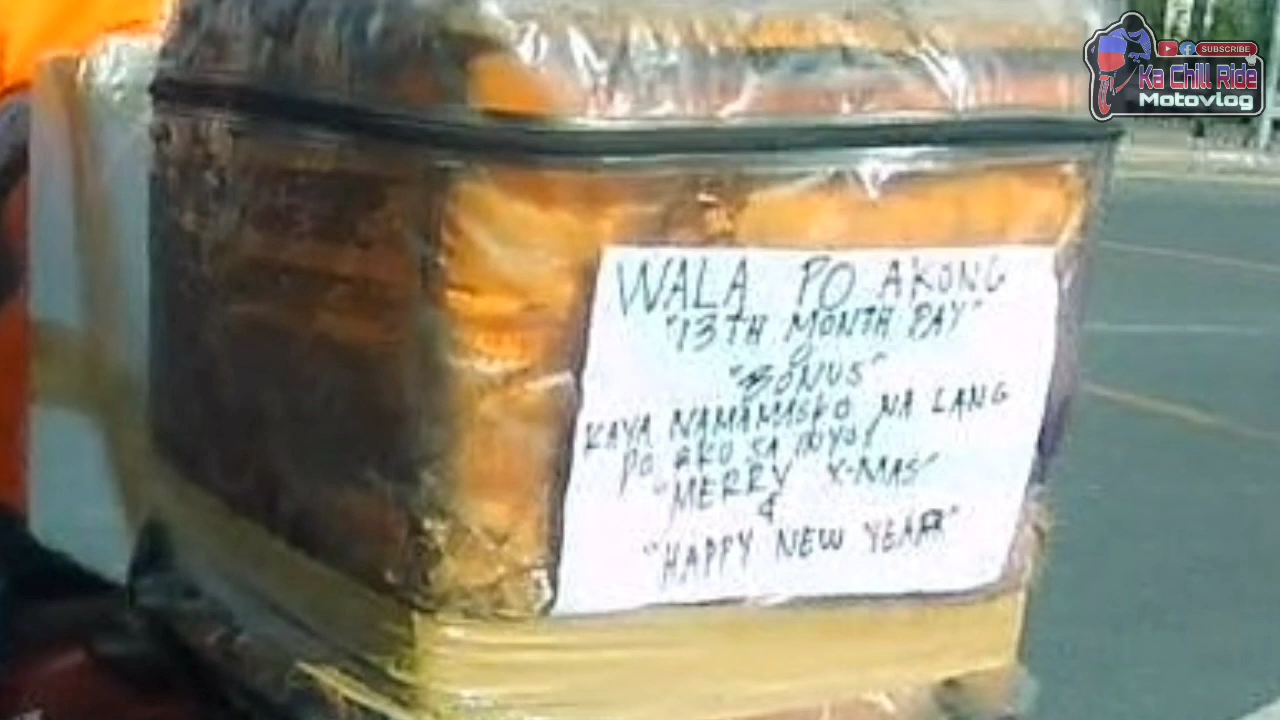 SUBSCRIBE
Ka Chill Ride
Motovlog
WALA PO AKONG
"13TH MONTH PAY"
"BONUS"
KAYA NAMAMASKO NA LANG
PO AKO SA INYO!
"MERRY X-MAS"
&
"HAPPY NEW YEAR"